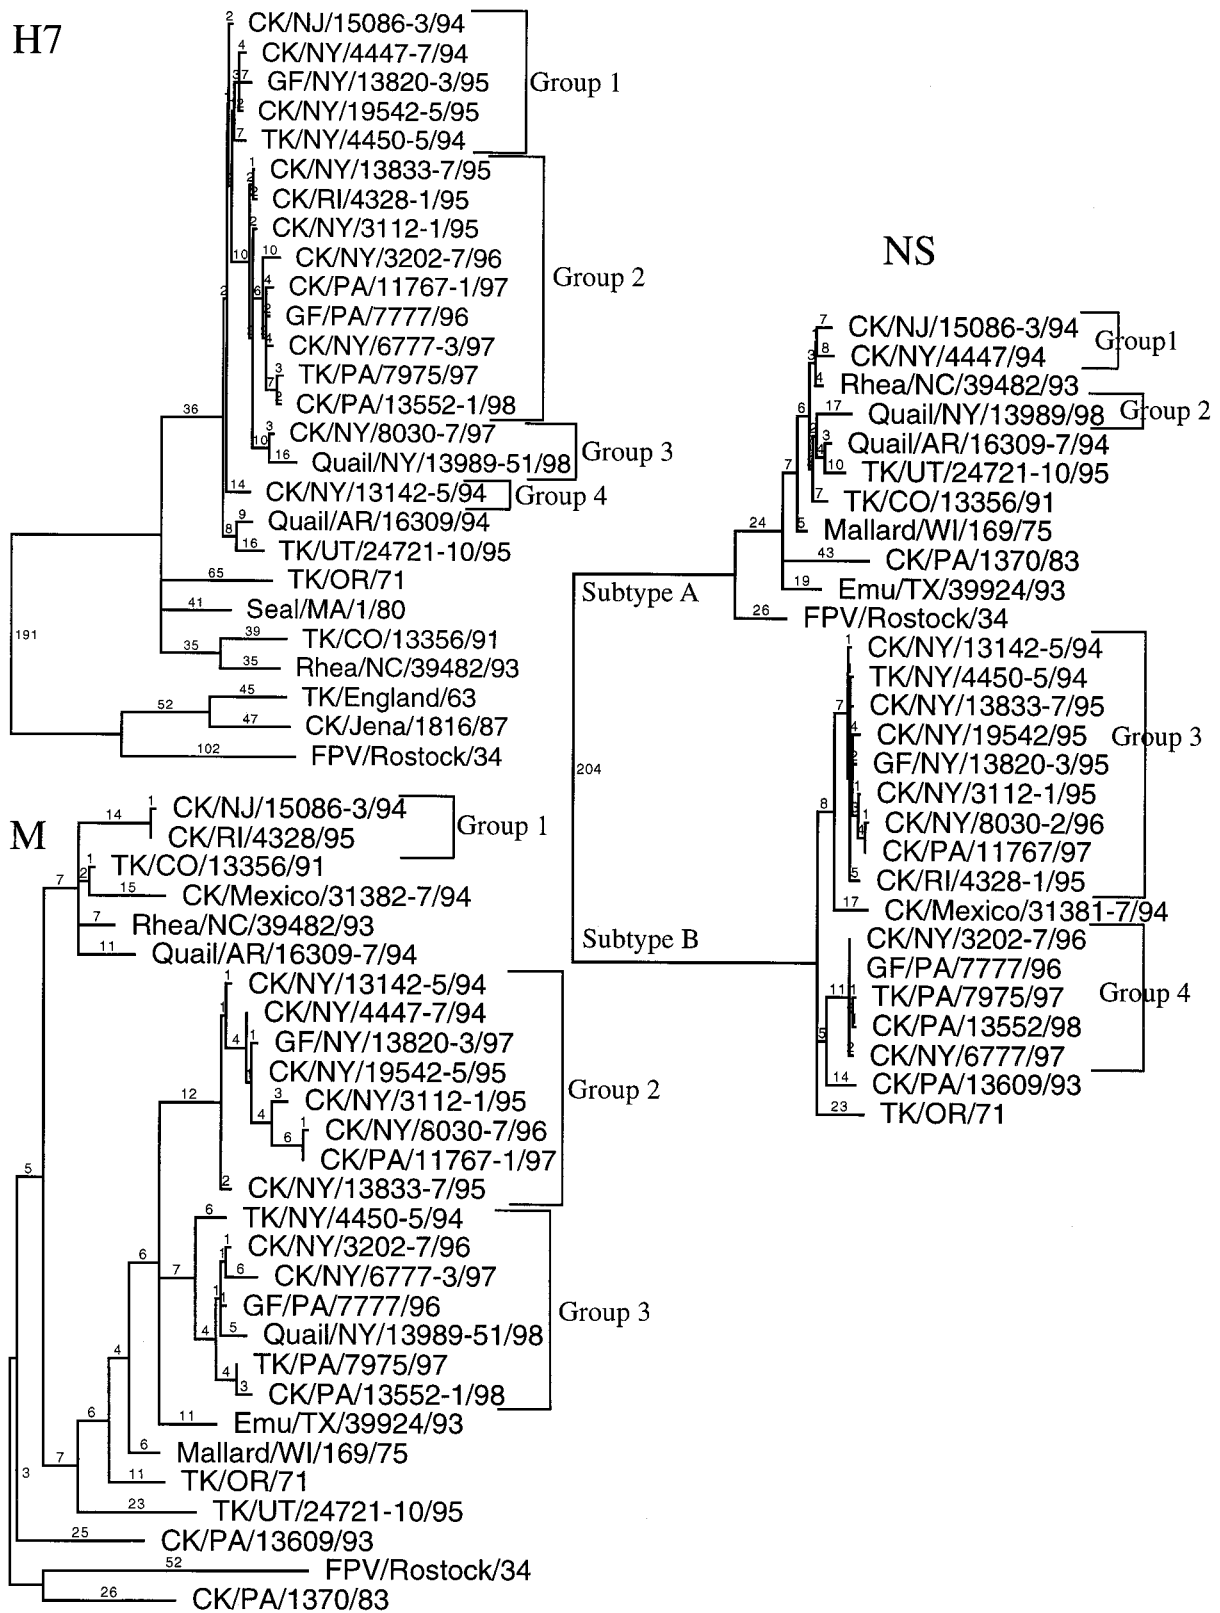 H7
CK/NJ/15086-3/94
CK/NY/4447-7/94
GF/NY/13820-3/95
CK/NY/19542-5/95
TK/NY/4450-5/94
Group 1
CK/NY/13833-7/95
CK/RI/4328-1/95
CK/NY/3112-1/95
CK/NY/3202-7/96
CK/PA/11767-1/97
GF/PA/7777/96
CK/NY/6777-3/97
TK/PA/7975/97
CK/PA/13552-1/98
Group 2
CK/NY/8030-7/97
Quail/NY/13989-51/98
Group 3
CK/NY/13142-5/94
Group 4
Quail/AR/16309/94
TK/UT/24721-10/95
TK/OR/71
Seal/MA/1/80
TK/CO/13356/91
Rhea/NC/39482/93
TK/England/63
CK/Jena/1816/87
FPV/Rostock/34
2
4
7
10
10
2
6
36
10
3
16
14
9
8
16
65
41
39
35
35
191
45
52
47
102
M
CK/NJ/15086-3/94
CK/RI/4328/95
Group 1
TK/CO/13356/91
CK/Mexico/31382-7/94
Rhea/NC/39482/93
Quail/AR/16309-7/94
CK/NY/13142-5/94
CK/NY/4447-7/94
GF/NY/13820-3/97
CK/NY/19542-5/95
CK/NY/3112-1/95
CK/NY/8030-7/96
CK/PA/11767-1/97
CK/NY/13833-7/95
Group 2
TK/NY/4450-5/94
CK/NY/3202-7/96
CK/NY/6777-3/97
GF/PA/7777/96
Quail/NY/13989-51/98
TK/PA/7975/97
CK/PA/13552-1/98
Group 3
Emu/TX/39924/93
Mallard/WI/169/75
TK/OR/71
TK/UT/24721-10/95
CK/PA/13609/93
FPV/Rostock/34
CK/PA/1370/83
1
14
1
2
7
15
7
11
1
1
4
1
12
3
4
1
6
2
5
6
6
1
1
6
7
4
5
4
4
3
11
6
6
7
3
11
23
25
52
26
NS
CK/NJ/15086-3/94
CK/NY/4447/94
Group1
Rhea/NC/39482/93
Quail/NY/13989/98
Group 2
Quail/AR/16309-7/94
TK/UT/24721-10/95
TK/CO/13356/91
Mallard/WI/169/75
CK/PA/1370/83
Emu/TX/39924/93
FPV/Rostock/34
Subtype A
CK/NY/13142-5/94
TK/NY/4450-5/94
CK/NY/13833-7/95
CK/NY/19542/95
GF/NY/13820-3/95
CK/NY/3112-1/95
CK/NY/8030-2/96
CK/PA/11767/97
CK/RI/4328-1/95
Group 3
CK/Mexico/31381-7/94
Subtype B
CK/NY/3202-7/96
GF/PA/7777/96
TK/PA/7975/97
CK/PA/13552/98
CK/NY/6777/97
Group 4
CK/PA/13609/93
TK/OR/71
7
8
3
4
6
17
3
4
10
7
7
5
24
43
19
26
1
7
4
204
8
1
4
5
17
11
1
5
14
23